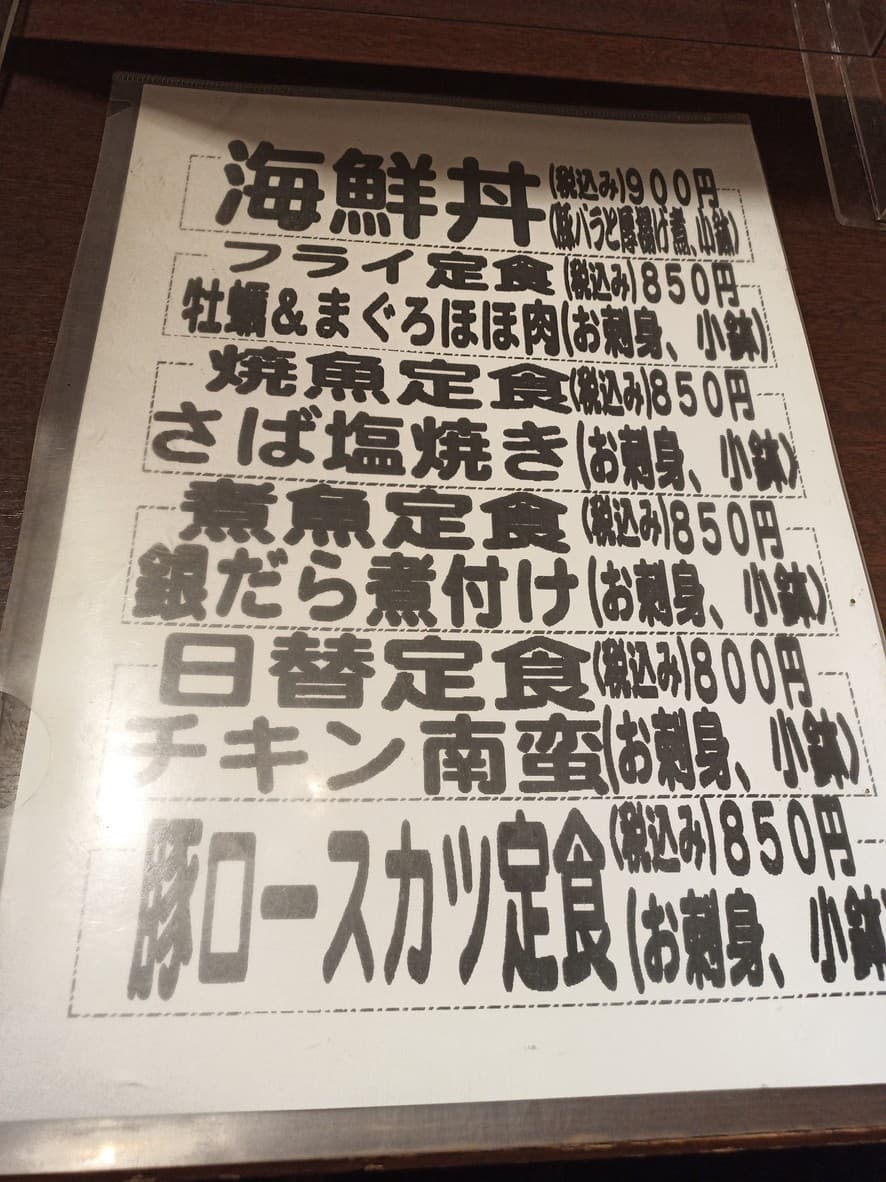 海鮮丼(税込み)900円
(豚バラと厚揚げ煮、小鉢)
フライ定食(税込み)850円
牡蠣&まぐろほほ肉(お刺身、小鉢)
焼魚定食(税込み)850円
さば塩焼き(お刺身、小鉢)
煮魚定食(税込み)850円
銀だら煮付け(お刺身、小鉢)
日替定食(税込み)800円
チキン南蛮(お刺身、小鉢)
豚ロースカツ定食(税込み)850円
(お刺身、小鉢)